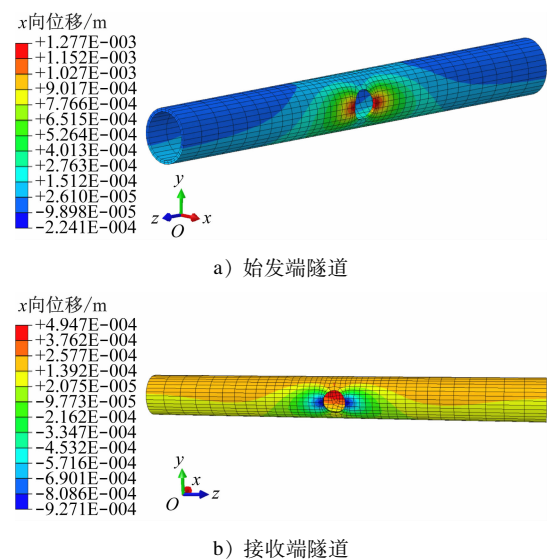 x向位移/m
+1.277E-003
+1.152E-003
+1.027E-003
+9.017E-004
+7.766E-004
+6.515E-004
+5.264E-004
+4.013E-004
+2.763E-004
+1.512E-004
+2.610E-005
-9.898E-005
-2.241E-004
y
z
x
O
a）始发端隧道
x向位移/m
+4.947E-004
+3.762E-004
+2.577E-004
+1.392E-004
+2.075E-005
-9.773E-005
-2.162E-004
-3.347E-004
-4.532E-004
-5.716E-004
-6.901E-004
-8.086E-004
-9.271E-004
y
x
z
O
b）接收端隧道